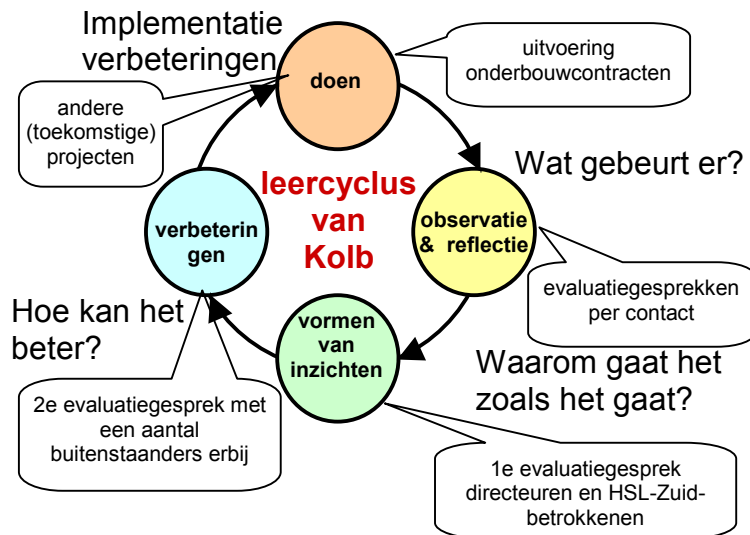 Implementatie
verbeteringen
doen
uitvoering
onderbouwcontracten
andere
(toekomstige)
projecten
Wat gebeurt er?
leercyclus
van
Kolb
observatie
& reflectie
verbeterin
gen
evaluatiegesprekken
per contact
Hoe kan het
beter?
vormen
van
inzichten
Waarom gaat het
zoals het gaat?
2e evaluatiegesprek met
een aantal
buitenstaanders erbij
1e evaluatiegesprek
directeuren en HSL-Zuid-
betrokkenen